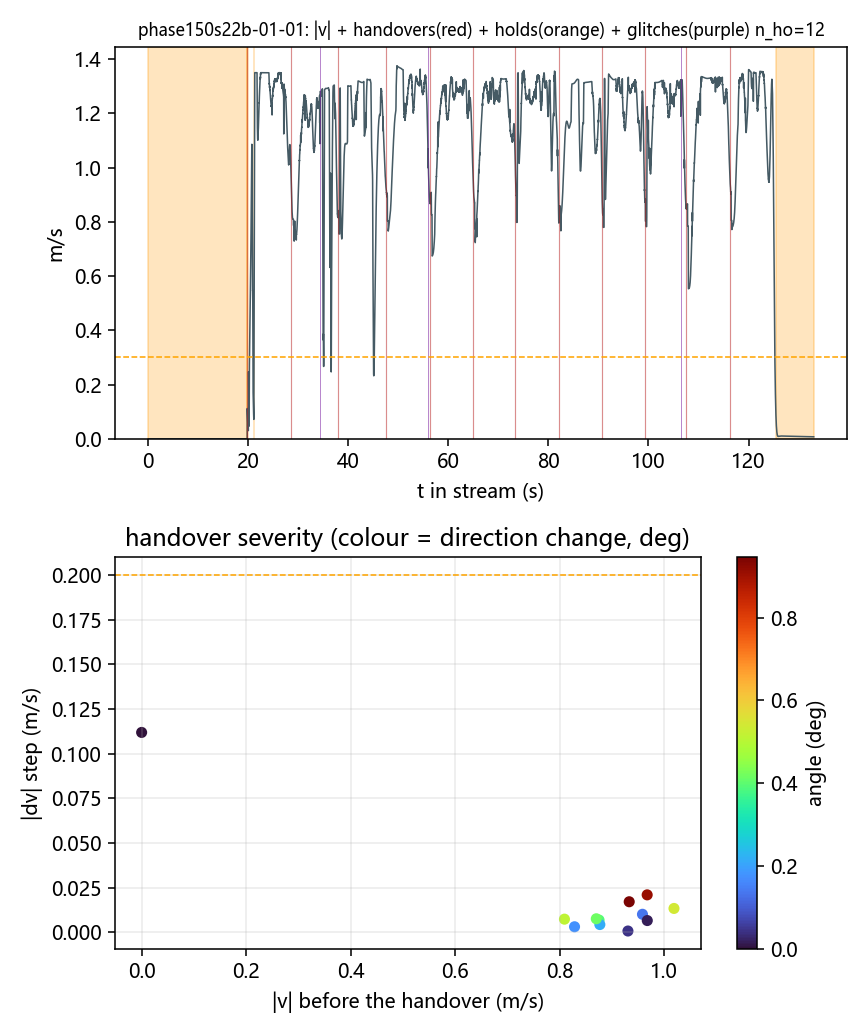 phase150s22b-01-01: |v| + handovers(red) + holds(orange) + glitches(purple) n_ho=12
1.4
1.2
1.0
0.8
0.6
0.4
0.2
0.0
m/s
0 20 40 60 80 100 120
t in stream (s)
handover severity (colour = direction change, deg)
0.200
0.175
0.150
0.125
0.100
0.075
0.050
0.025
0.000
|dv| step (m/s)
0.0 0.2 0.4 0.6 0.8 1.0
|v| before the handover (m/s)
0.8
0.6
0.4
0.2
0.0
angle (deg)